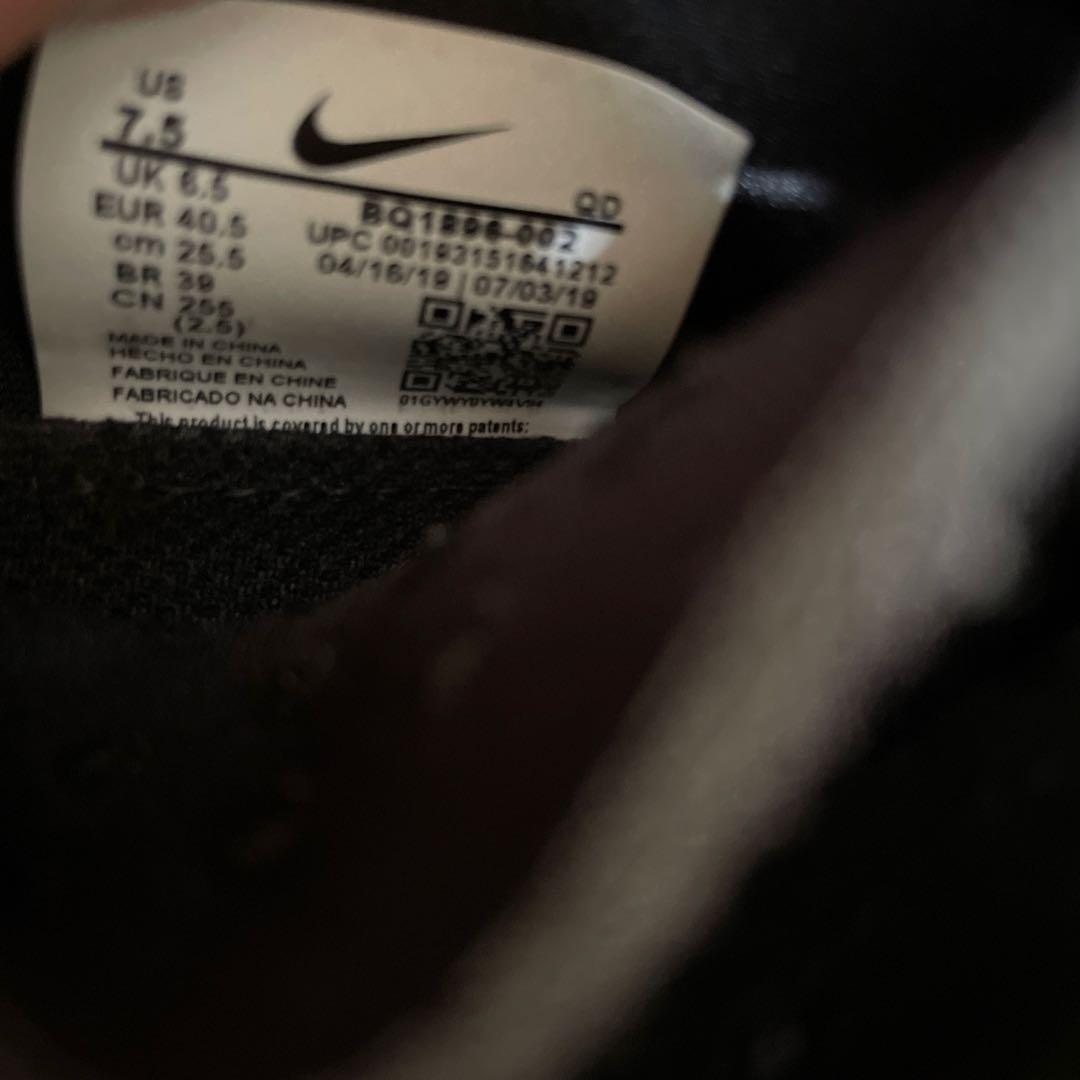 US
7.5
UK 6.5
EUR 40.5
cm 25.5
BR 39
CN 255
(2.5)
QD
BQ1896-002
UPC 00193151641212
04/16/19 | 07/03/19
MADE IN CHINA
HECHO EN CHINA
FABRIQUE EN CHINE
FABRICADO NA CHINA
This product is covered by one or more patents: